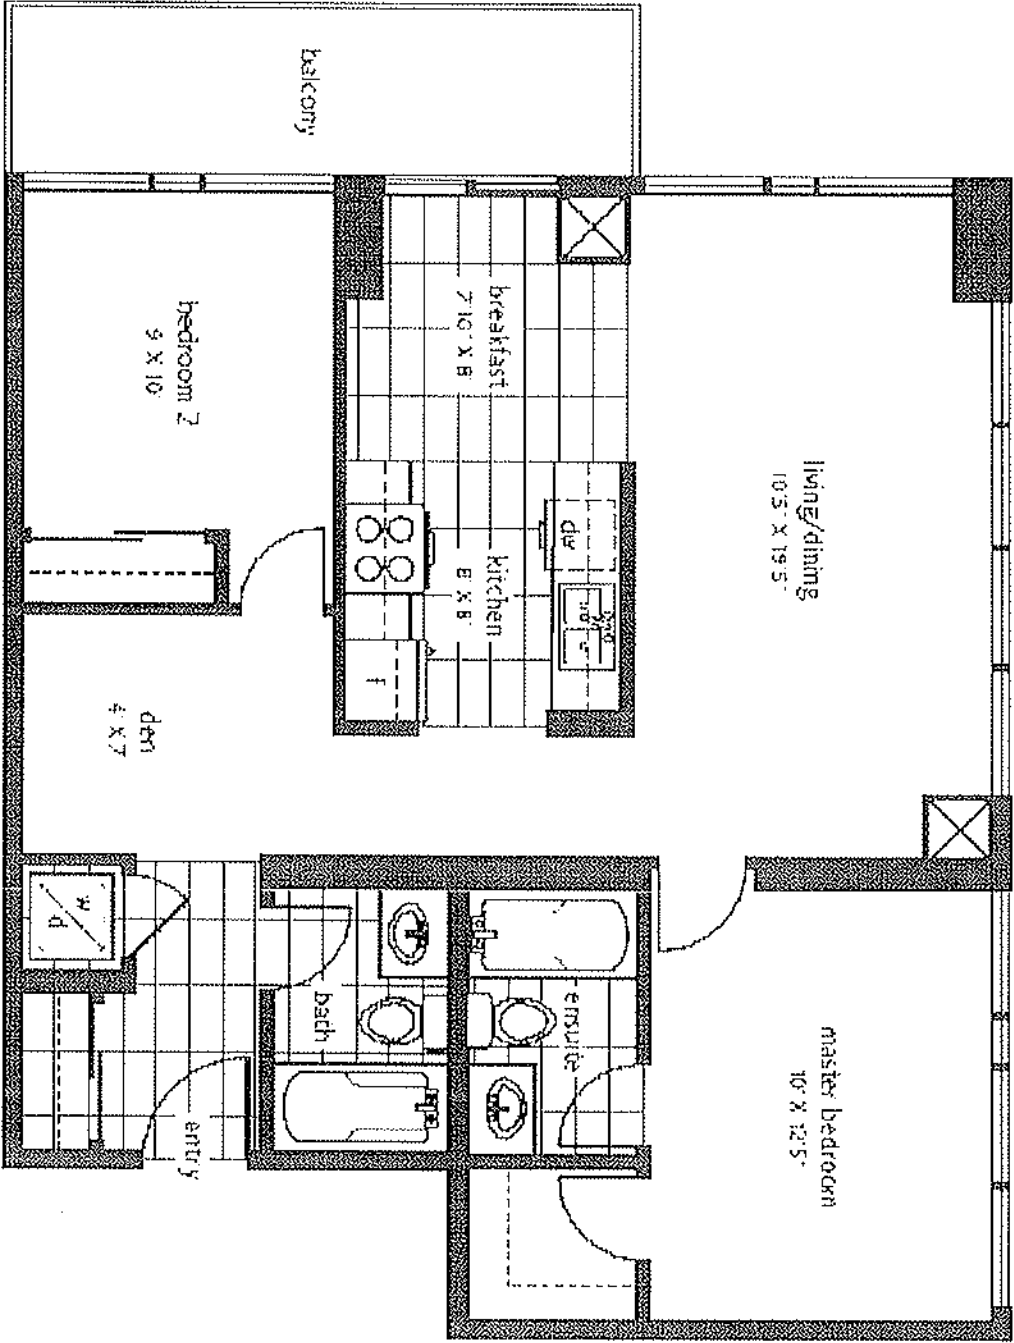 balcony
bedroom 2
9' X 10'
breakfast
7'10" X 8'
living/dining
10'5" X 19'5"
kitchen
8' X 8'
dw
f
den
4' X 7'
w
d
bath
ensuite
entry
master bedroom
10' X 12'5"